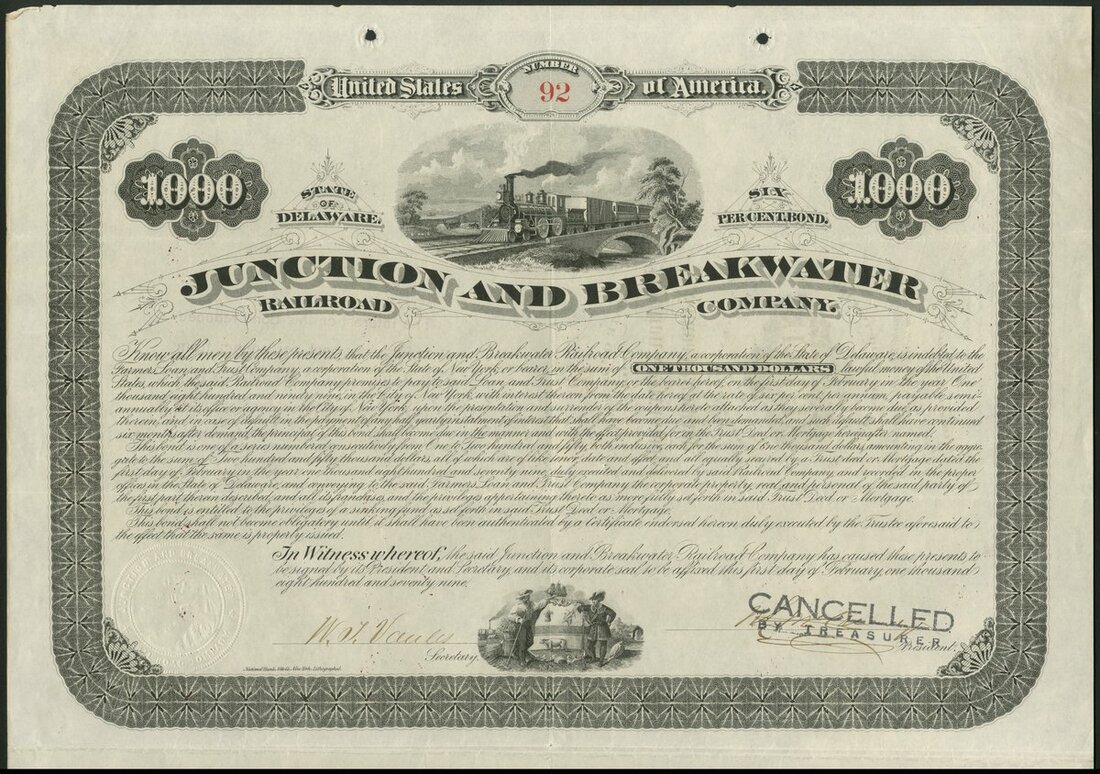 United States NUMBER 92 of America.
1000 STATE OF DELAWARE. SIX PER CENT. BOND. 1000
JUNCTION AND BREAKWATER
RAILROAD COMPANY.
Know all men by these presents, that the Junction and Breakwater Railroad Company, a corporation of the State of Delaware, is indebted to the
Farmers Loan and Trust Company, a corporation of the State of New York or bearer, in the sum of ONE THOUSAND DOLLARS lawful money of the United
States, which the said Railroad Company promises to pay to said Loan and Trust Company, or the bearer hereof, on the first day of February in the year One
thousand, eight hundred and ninety nine, in the City of New York, with interest thereon, from the date hereof at the rate of six per cent, per annum, payable semi-
annually at its office or agency in the City of New York, upon the presentation and surrender of the coupons hereto attached as they severally become due, as provided
therein, and in case of default in the payment of any half yearly instalment of interest that shall have become due and been demanded, and such default shall have continued
six months after demand, the principal of this bond shall become due in the manner and with the effect provided for in the Trust Deed or Mortgage hereinafter named.
This bond is one of a series numbered consecutively from One to Two hundred and fifty, both inclusive, each for the sum of One thousand dollars, amounting in the aggre-
gate to the sum of Two hundred and fifty thousand dollars, all of which are of like tenor, date and effect, and are equally secured by a Trust deed or Mortgage dated the
First day of February in the year one thousand eight hundred and seventy nine, duly executed and delivered by said Railroad Company, and recorded in the proper
offices in the State of Delaware, and conveying to the said Farmers Loan and Trust Company the corporate property, real and personal of the said party of
the first part therein described, and all its franchises, and the privileges appertaining thereto as more fully set forth in said Trust Deed or Mortgage.
This bond is entitled to the privileges of a sinking fund as set forth in said Trust Deed or Mortgage.
This bond shall not become obligatory until it shall have been authenticated by a Certificate endorsed hereon duly executed by the Trustee aforesaid to
the effect that the same is properly issued.
In Witness whereof, the said Junction and Breakwater Railroad Company has caused these presents to
be signed by its President and Secretary, and its corporate seal to be affixed this first day of February, one thousand
eight hundred and seventy nine.
CANCELLED
BY TREASURER
Secretary. President.